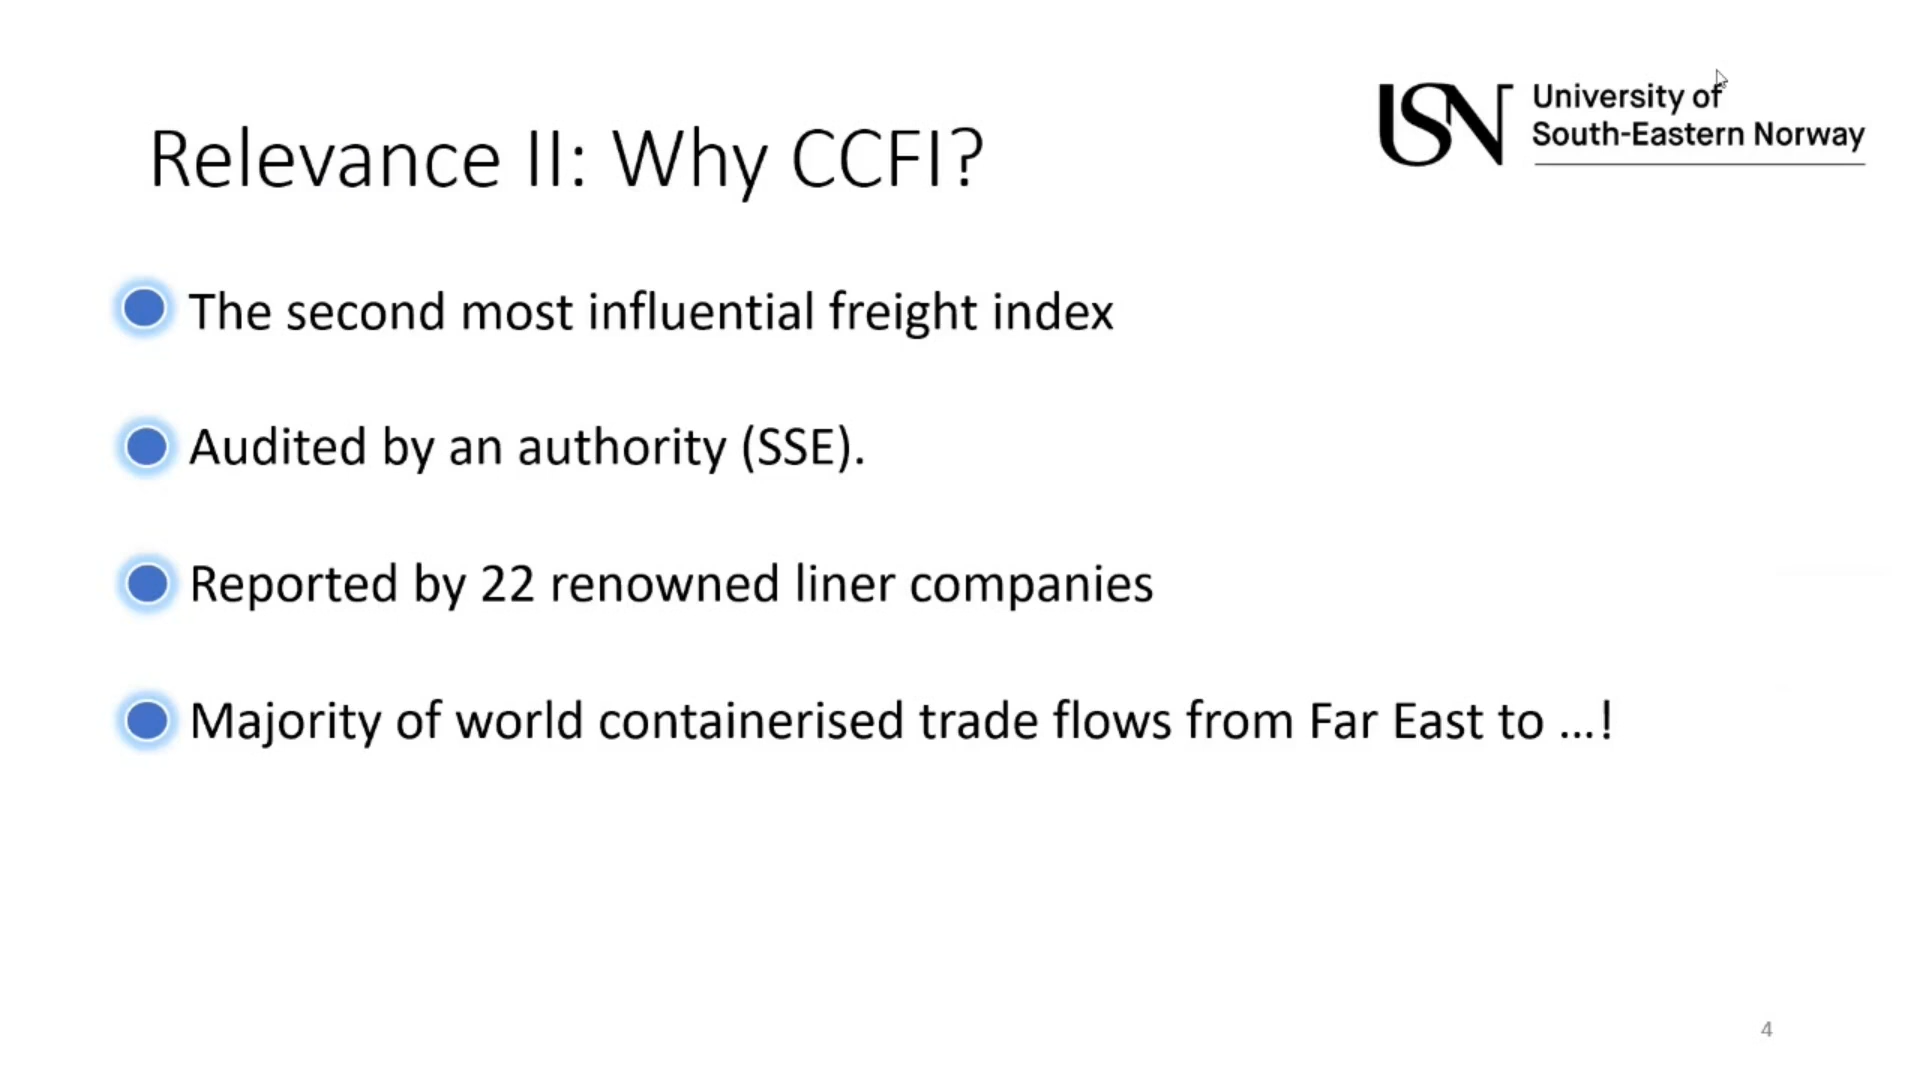 Relevance II: Why CCFI?
USN
University of
South-Eastern Norway
The second most influential freight index
Audited by an authority (SSE).
Reported by 22 renowned liner companies
Majority of world containerised trade flows from Far East to ...!
4